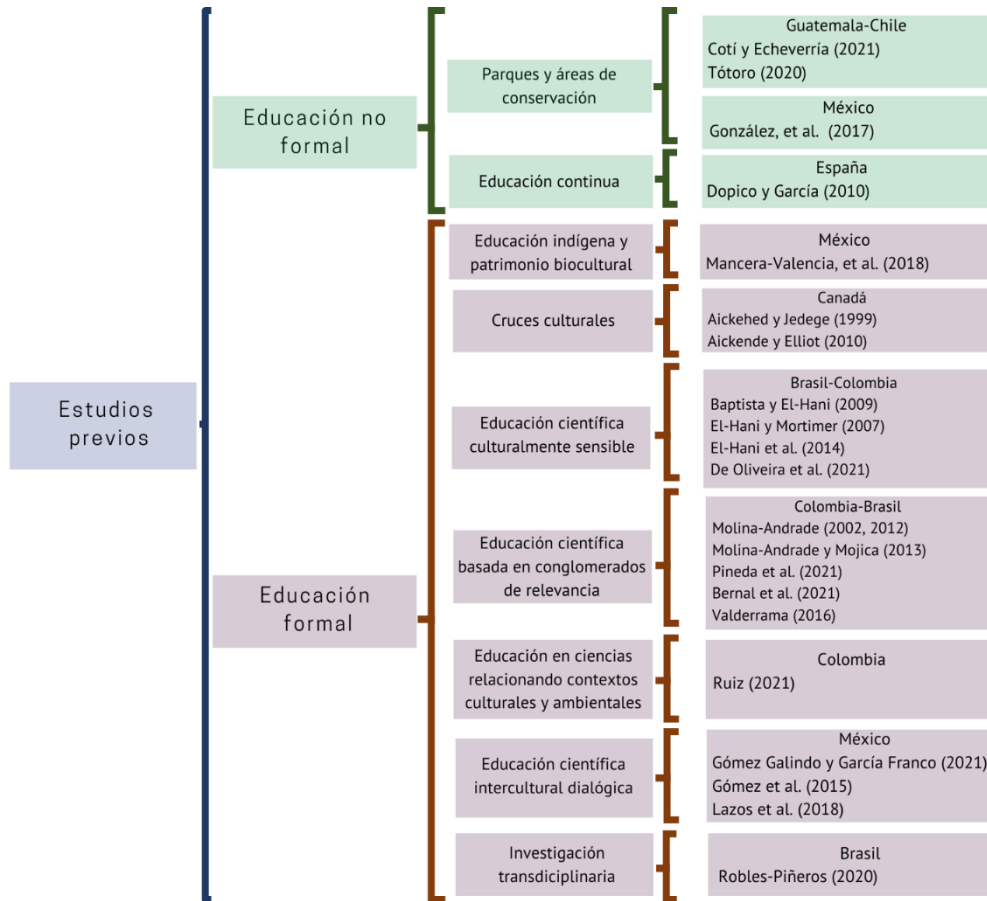 Estudios
previos
Educación no
formal
Parques y áreas de
conservación
Guatemala-Chile
Cotí y Echeverría (2021)
Tótoro (2020)
México
González, et al. (2017)
Educación continua
España
Dopico y García (2010)
Educación
formal
Educación indígena y
patrimonio biocultural
México
Mancera-Valencia, et al. (2018)
Cruces culturales
Canadá
Aickehed y Jedege (1999)
Aickende y Elliot (2010)
Educación científica
culturalmente sensible
Brasil-Colombia
Baptista y El-Hani (2009)
El-Hani y Mortimer (2007)
El-Hani et al. (2014)
De Oliveira et al. (2021)
Educación científica
basada en conglomerados
de relevancia
Colombia-Brasil
Molina-Andrade (2002, 2012)
Molina-Andrade y Mojica (2013)
Pineda et al. (2021)
Bernal et al. (2021)
Valderrama (2016)
Educación en ciencias
relacionando contextos
culturales y ambientales
Colombia
Ruiz (2021)
Educación científica
intercultural dialógica
México
Gómez Galindo y García Franco (2021)
Gómez et al. (2015)
Lazos et al. (2018)
Investigación
transdiciplinaria
Brasil
Robles-Piñeros (2020)